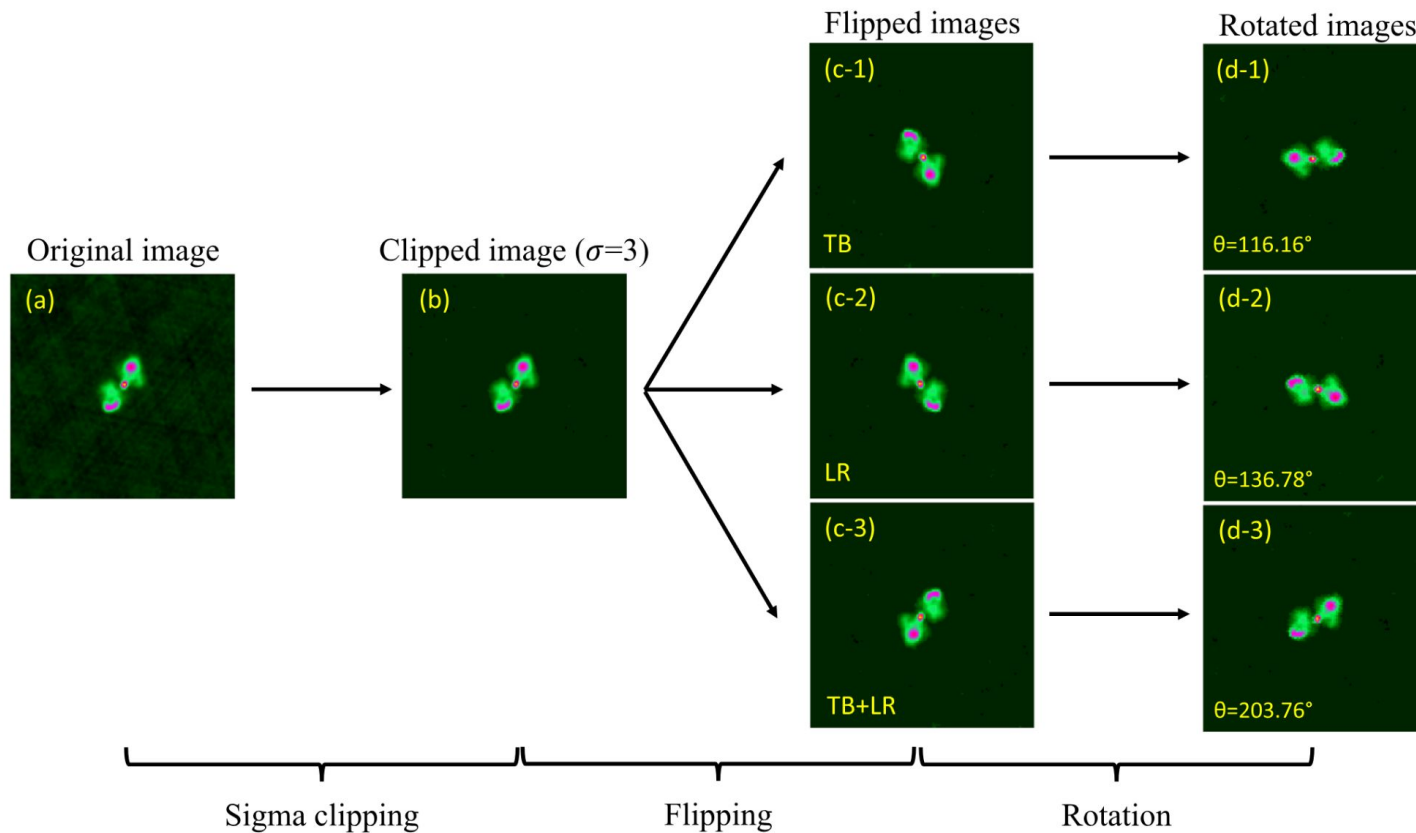 Flipped images
Rotated images
(c-1)
(d-1)
TB
θ=116.16°
Original image
Clipped image (σ=3)
(a)
(b)
(c-2)
(d-2)
LR
θ=136.78°
(c-3)
(d-3)
TB+LR
θ=203.76°
Sigma clipping
Flipping
Rotation